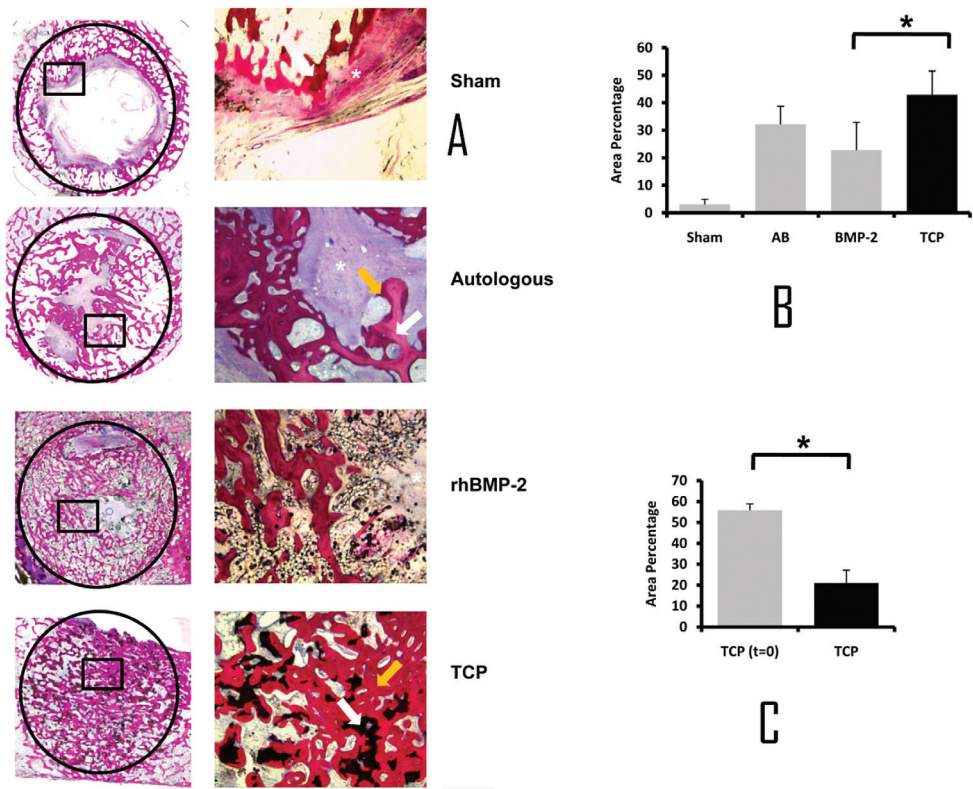 Sham
A
Autologous
rhBMP-2
TCP
*
*
*
*
Area Percentage
60
50
40
30
20
10
0
Sham AB BMP-2 TCP
B
*
Area Percentage
70
60
50
40
30
20
10
0
TCP (t=0) TCP
C